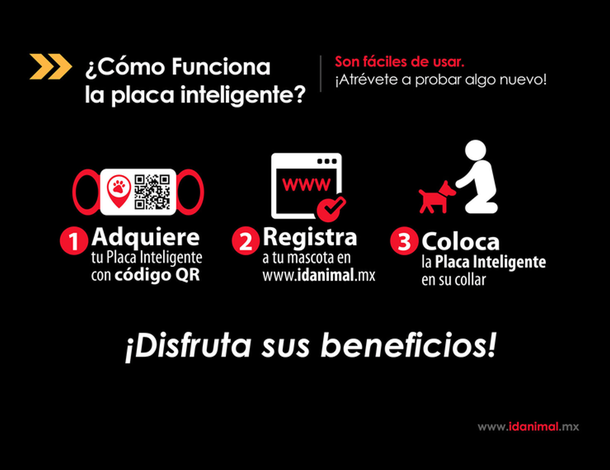 ¿Cómo Funciona
la placa inteligente?
Son fáciles de usar.
¡Atrévete a probar algo nuevo!
www
1 Adquiere
tu Placa Inteligente
con código QR
2 Registra
a tu mascota en
www.idanimal.mx
3 Coloca
la Placa Inteligente
en su collar
¡Disfruta sus beneficios!
www.idanimal.mx